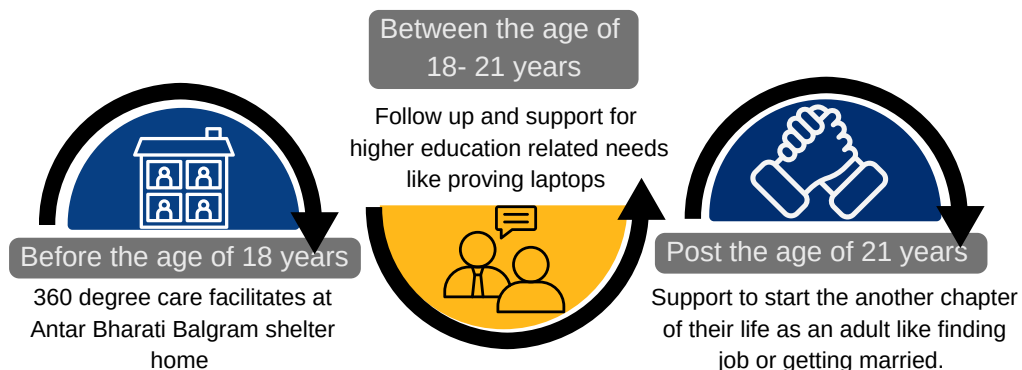 Before the age of 18 years
360 degree care facilitates at
Antar Bharati Balgram shelter
home
Between the age of
18- 21 years
Follow up and support for
higher education related needs
like proving laptops
Post the age of 21 years
Support to start the another chapter
of their life as an adult like finding
job or getting married.